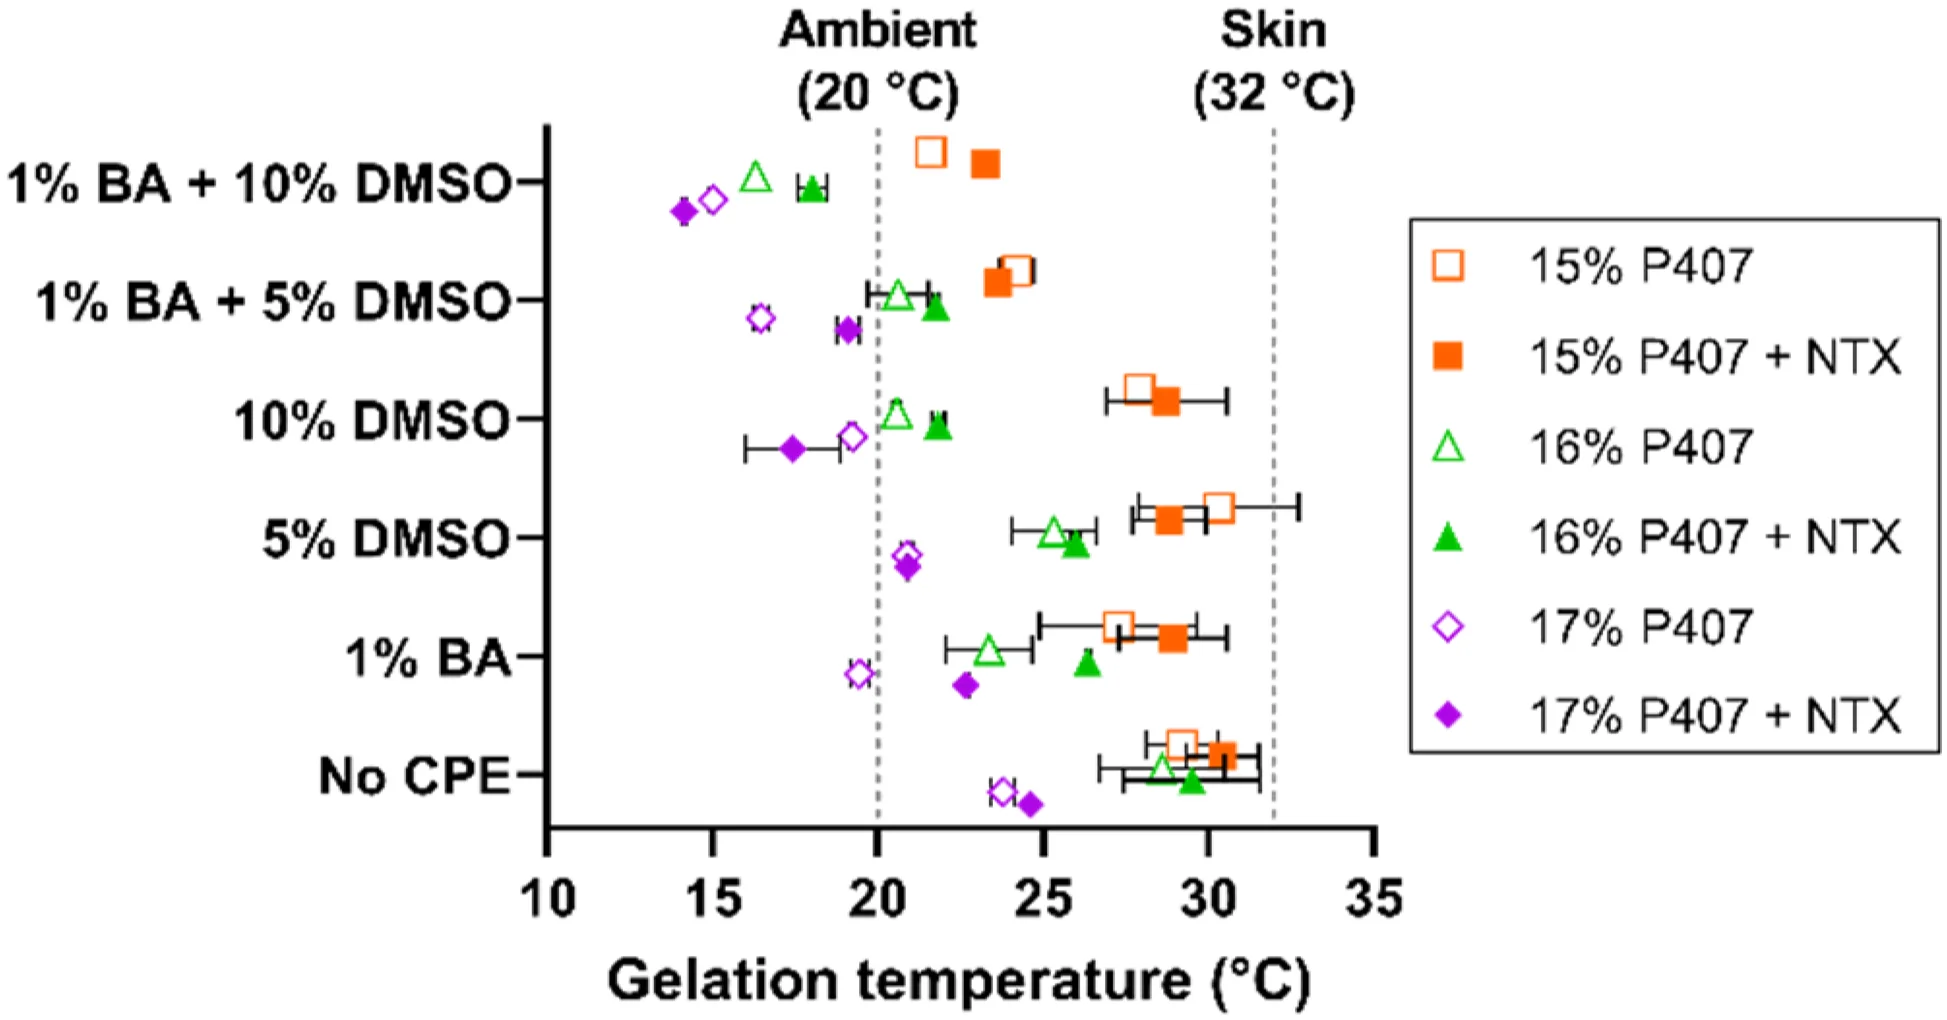 Ambient
(20 °C)
Skin
(32 °C)
1% BA + 10% DMSO
1% BA + 5% DMSO
10% DMSO
5% DMSO
1% BA
No CPE
10 15 20 25 30 35
Gelation temperature (°C)
15% P407
15% P407 + NTX
16% P407
16% P407 + NTX
17% P407
17% P407 + NTX